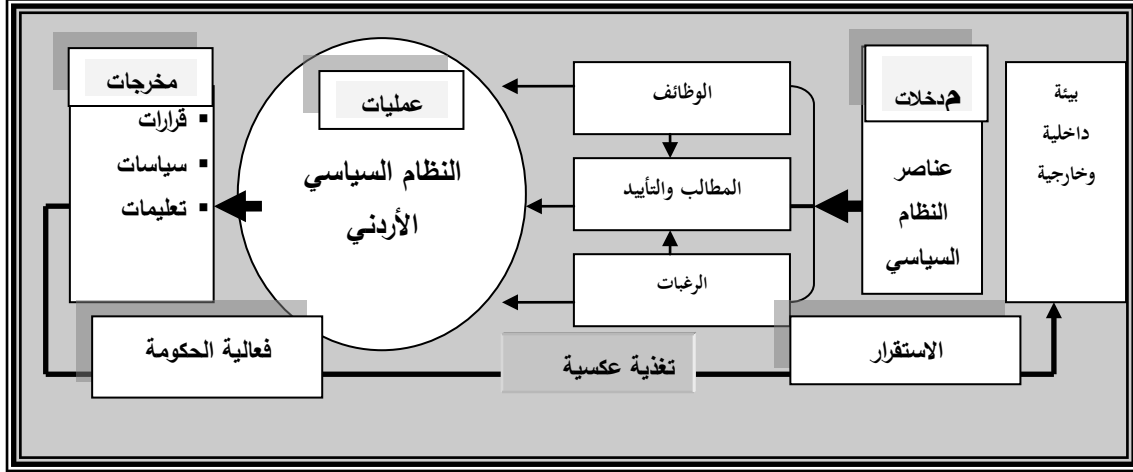 بيئة
داخلية
وخارجية
مدخلات
عناصر
النظام
السياسي
الوظائف
المطالب والتأييد
الرغبات
عمليات
النظام السياسي
الأردني
مخرجات
▪ قرارات
▪ سياسات
▪ تعليمات
الاستقرار
تغذية عكسية
فعالية الحكومة